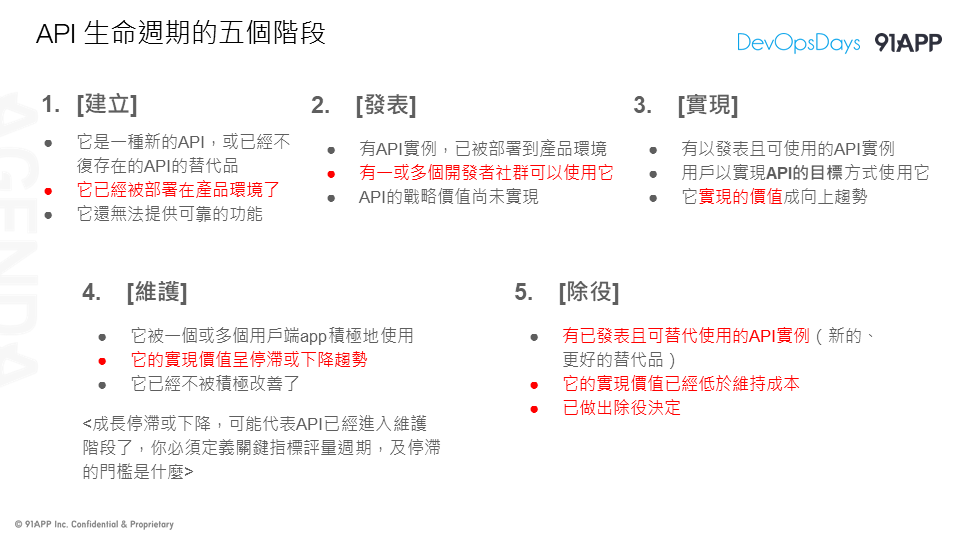 API 生命週期的五個階段
DevOpsDays 91APP
AGENDA
1. [建立]
● 它是一種新的API，或已經不
復存在的API的替代品
● 它已經被部署在產品環境了
● 它還無法提供可靠的功能
2. [發表]
● 有API實例，已被部署到產品環境
● 有一或多個開發者社群可以使用它
● API的戰略價值尚未實現
3. [實現]
● 有以發表且可使用的API實例
● 用戶以實現API的目標方式使用它
● 它實現的價值成向上趨勢
4. [維護]
● 它被一個或多個用戶端app積極地使用
● 它的實現價值呈停滯或下降趨勢
● 它已經不被積極改善了
<成長停滯或下降，可能代表API已經進入維護
階段了，你必須定義關鍵指標評量週期，及停滯
的門檻是什麼>
5. [除役]
● 有已發表且可替代使用的API實例（新的、
更好的替代品）
● 它的實現價值已經低於維持成本
● 已做出除役決定
© 91APP Inc. Confidential & Proprietary